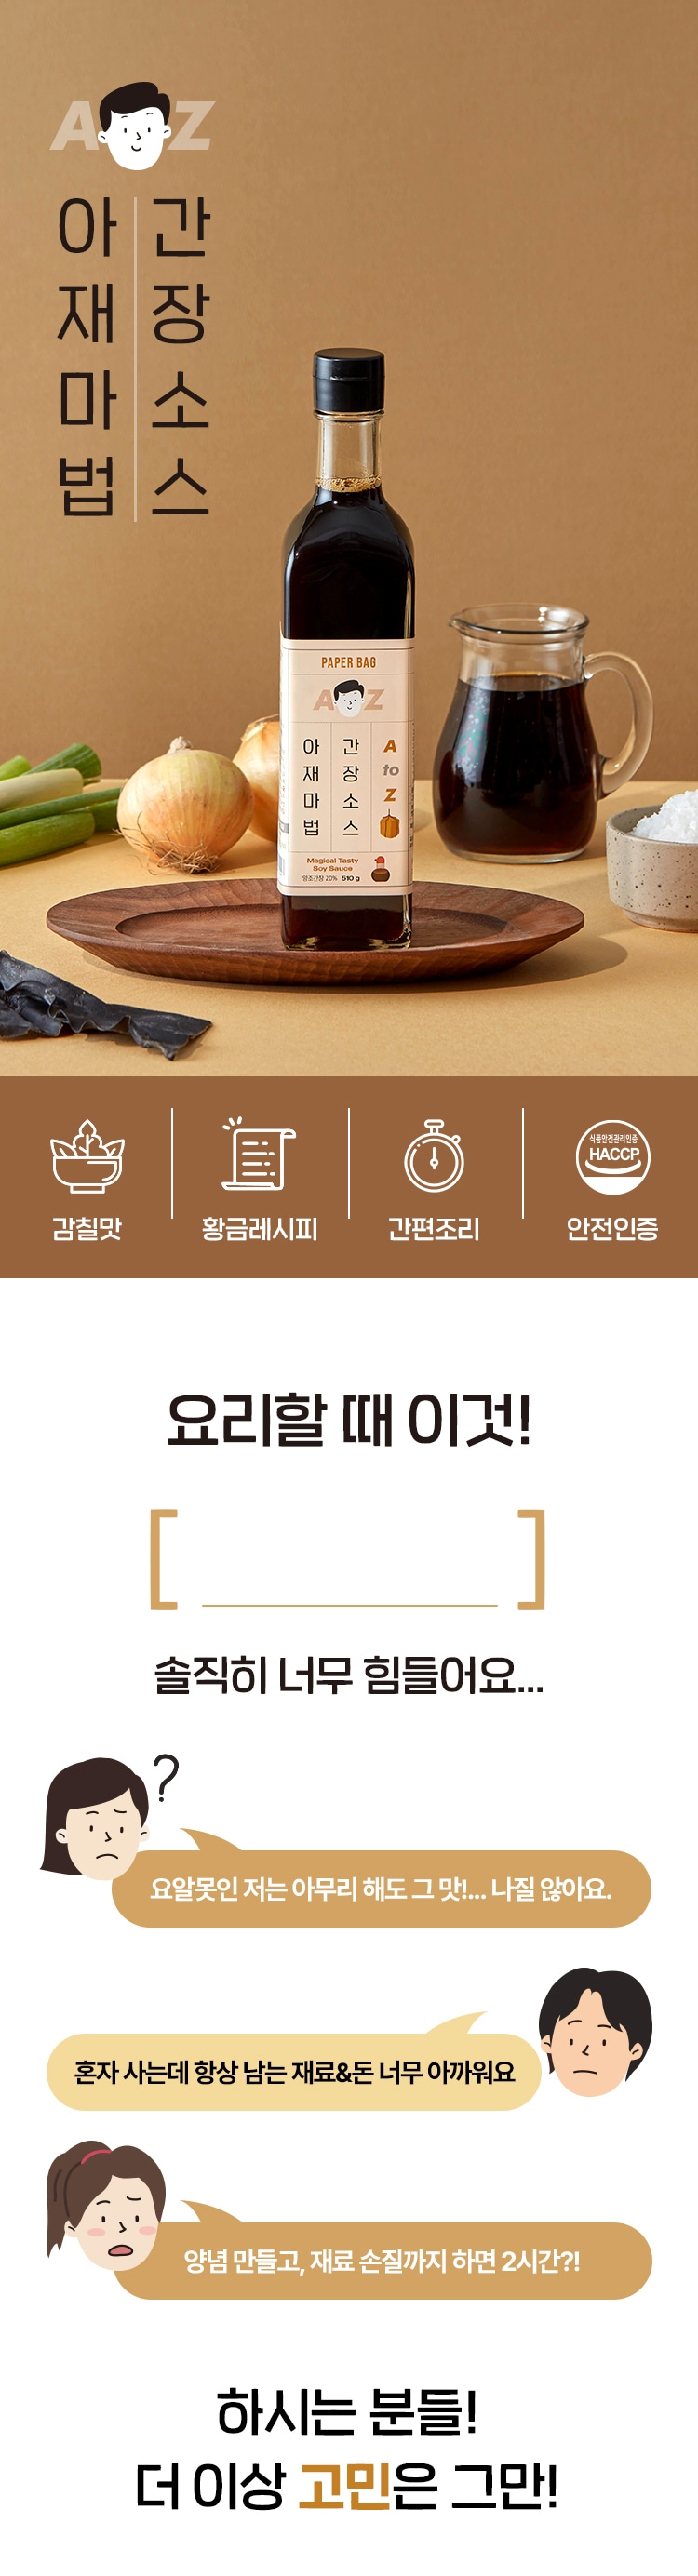 A Z
아재마법
간장소스
PAPER BAG
A Z
아재마법
간장소스
A to Z
Magical Tasty
Soy Sauce
양조간장 20% 510 g
식품안전관리인증
HACCP
감칠맛
황금레시피
간편조리
안전인증
요리할 때 이것!
[ ]
솔직히 너무 힘들어요...
?
요알못인 저는 아무리 해도 그 맛!... 나질 않아요.
혼자 사는데 항상 남는 재료&돈 너무 아까워요
양념 만들고, 재료 손질까지 하면 2시간?!
하시는 분들!
더 이상 고민은 그만!